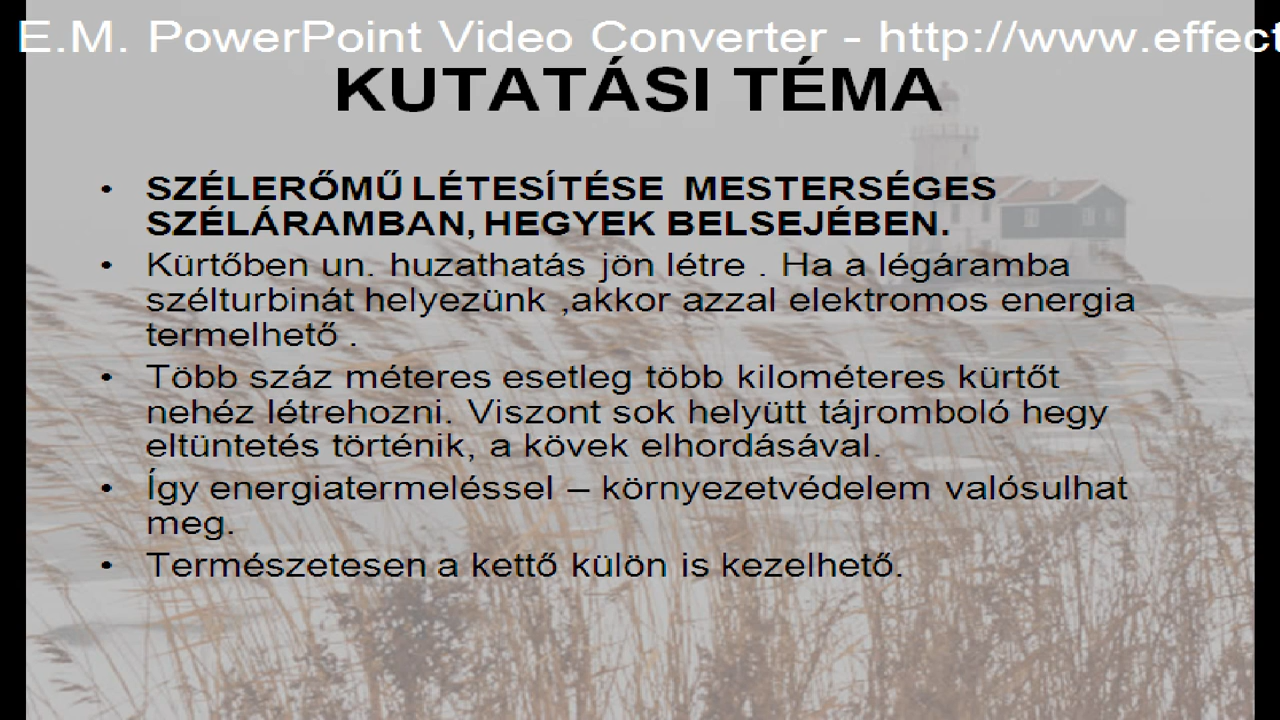 E.M. PowerPoint Video Converter - http://www.effect
KUTATÁSI TÉMA
• SZÉLERŐMŰ LÉTESÍTÉSE MESTERSÉGES
SZÉLÁRAMBAN, HEGYEK BELSEJÉBEN.
• Kürtőben un. huzathatás jön létre . Ha a légáramba
szélturbinát helyezünk ,akkor azzal elektromos energia
termelhető .
• Több száz méteres esetleg több kilométeres kürtőt
nehéz létrehozni. Viszont sok helyütt tájromboló hegy
eltüntetés történik, a kövek elhordásával.
• Így energiatermeléssel – környezetvédelem valósulhat
meg.
• Természetesen a kettő külön is kezelhető.